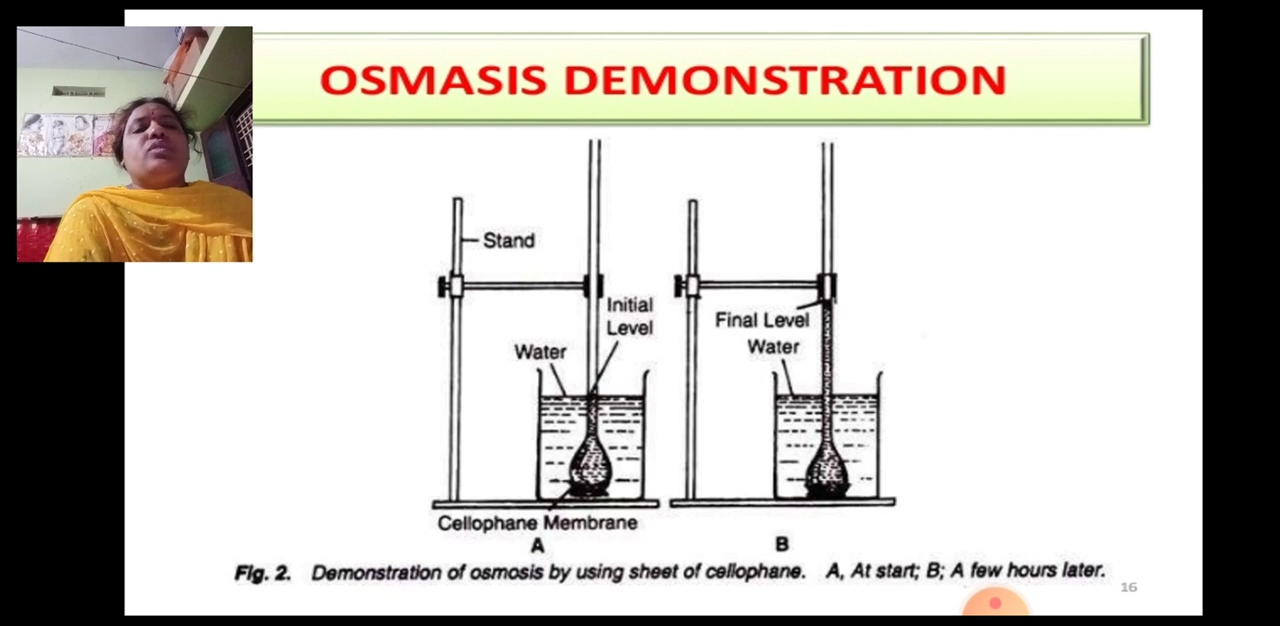 OSMASIS DEMONSTRATION
Stand
Initial
Level
Water
Cellophane Membrane
A
Final Level
Water
B
Fig. 2. Demonstration of osmosis by using sheet of cellophane. A, At start; B; A few hours later.
16